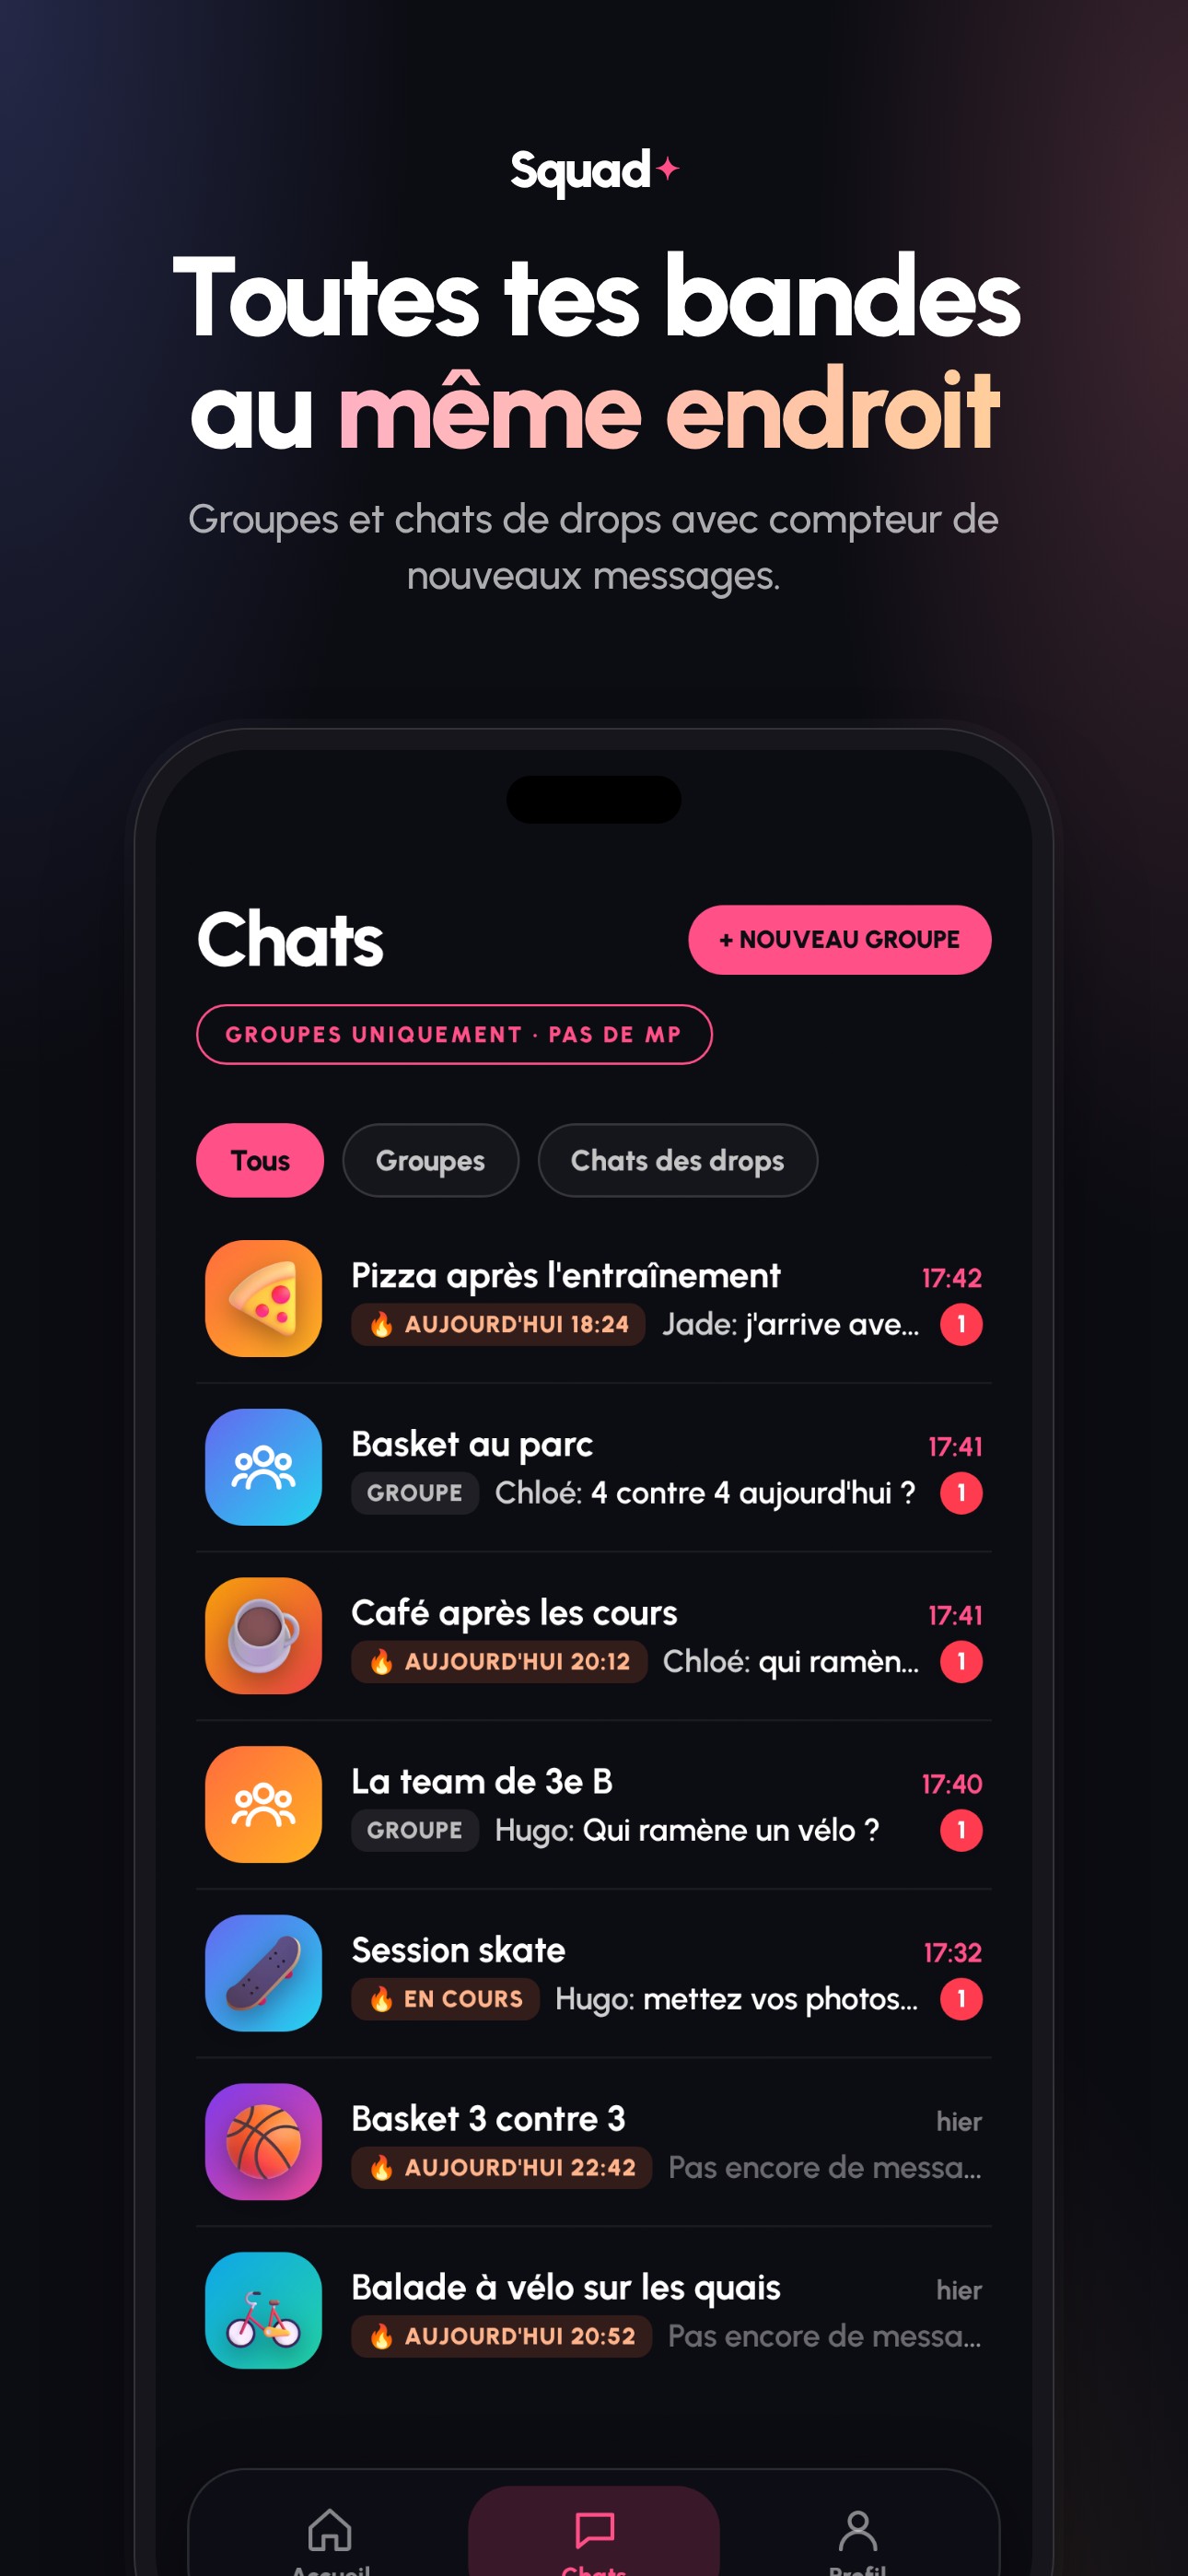 Squad
Toutes tes bandes
au même endroit
Groupes et chats de drops avec compteur de
nouveaux messages.
Chats
+ NOUVEAU GROUPE
GROUPES UNIQUEMENT · PAS DE MP
Tous Groupes Chats des drops
Pizza après l'entraînement 17:42
🔥 AUJOURD'HUI 18:24 Jade: j'arrive ave... 1
Basket au parc 17:41
GROUPE Chloé: 4 contre 4 aujourd'hui ? 1
Café après les cours 17:41
🔥 AUJOURD'HUI 20:12 Chloé: qui ramèn... 1
La team de 3e B 17:40
GROUPE Hugo: Qui ramène un vélo ? 1
Session skate 17:32
🔥 EN COURS Hugo: mettez vos photos... 1
Basket 3 contre 3 hier
🔥 AUJOURD'HUI 22:42 Pas encore de messa...
Balade à vélo sur les quais hier
🔥 AUJOURD'HUI 20:52 Pas encore de messa...
Accueil Chats Profil